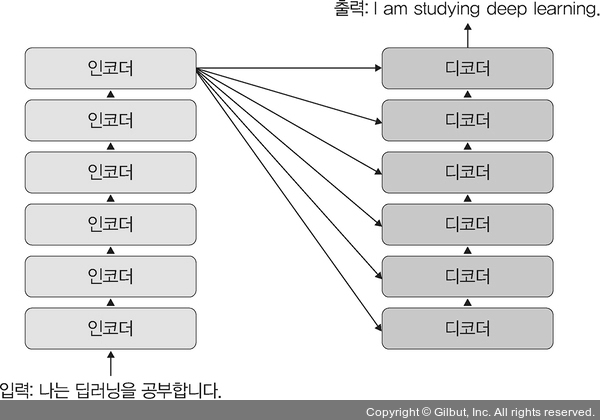 출력: I am studying deep learning.
인코더
인코더
인코더
인코더
인코더
인코더
디코더
디코더
디코더
디코더
디코더
디코더
입력: 나는 딥러닝을 공부합니다.
Copyright © Gilbut, Inc. All rights reserved.